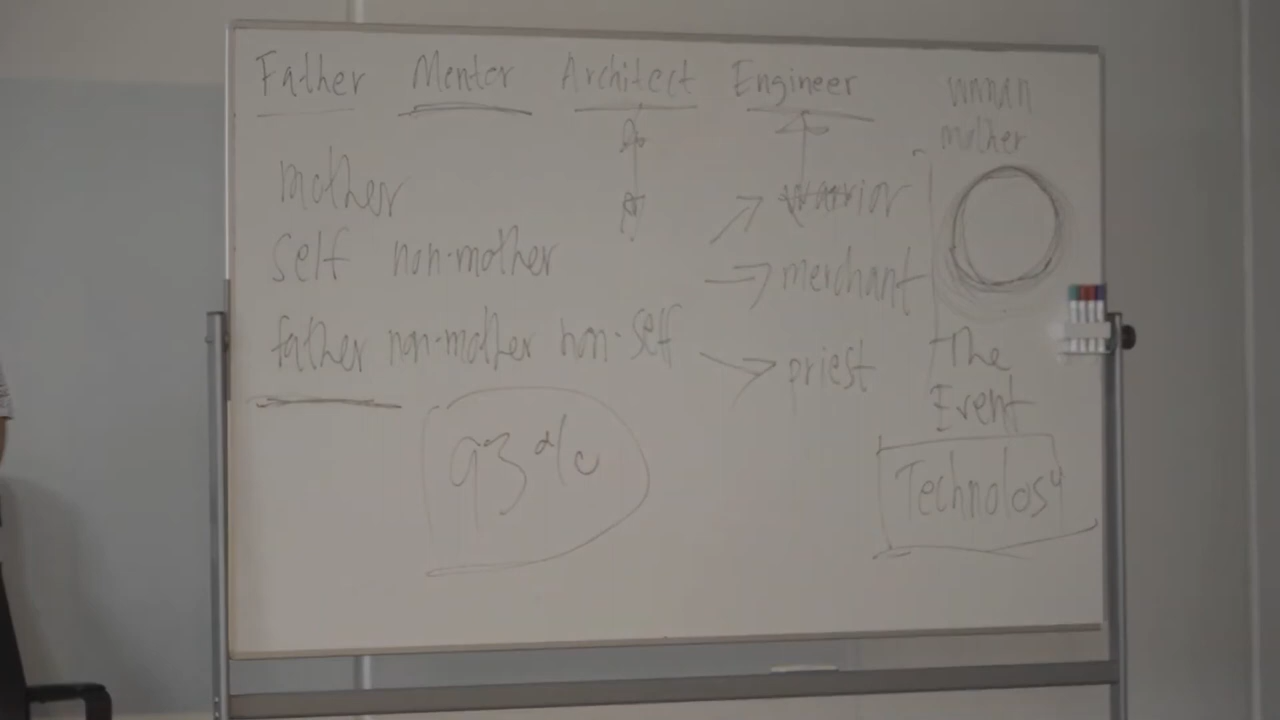 Father Mentor Architect Engineer
woman
mother
mother
warrior
self non-mother
merchant
father non-mother non-self
priest
The
Event
93%
Technology